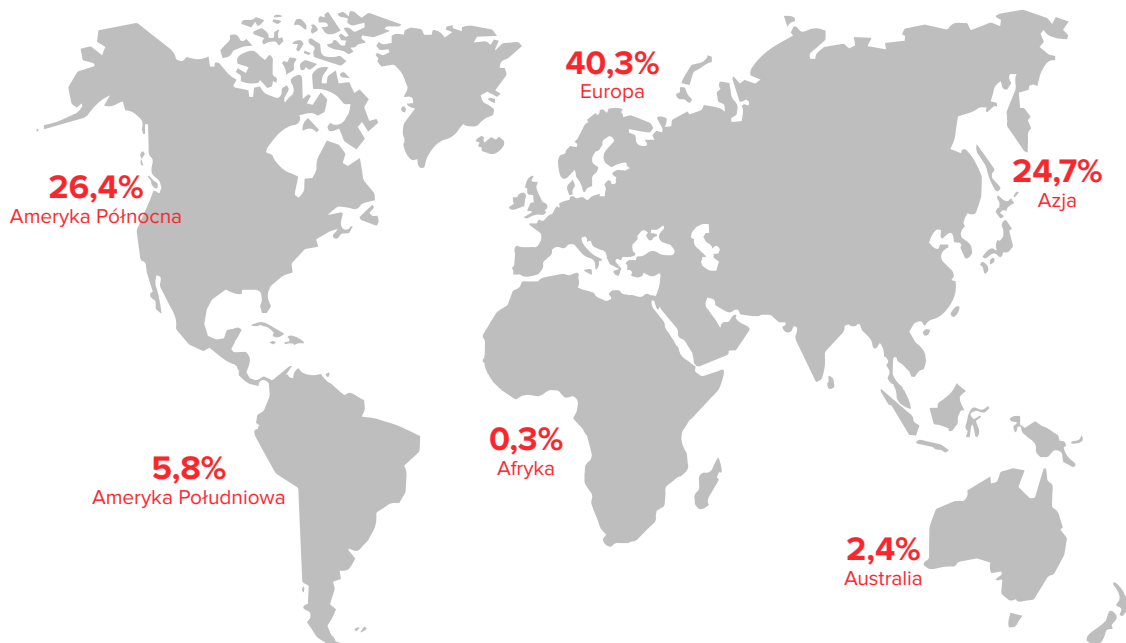 40,3%
Europa
24,7%
Azja
26,4%
Ameryka Północna
0,3%
Afryka
5,8%
Ameryka Południowa
2,4%
Australia